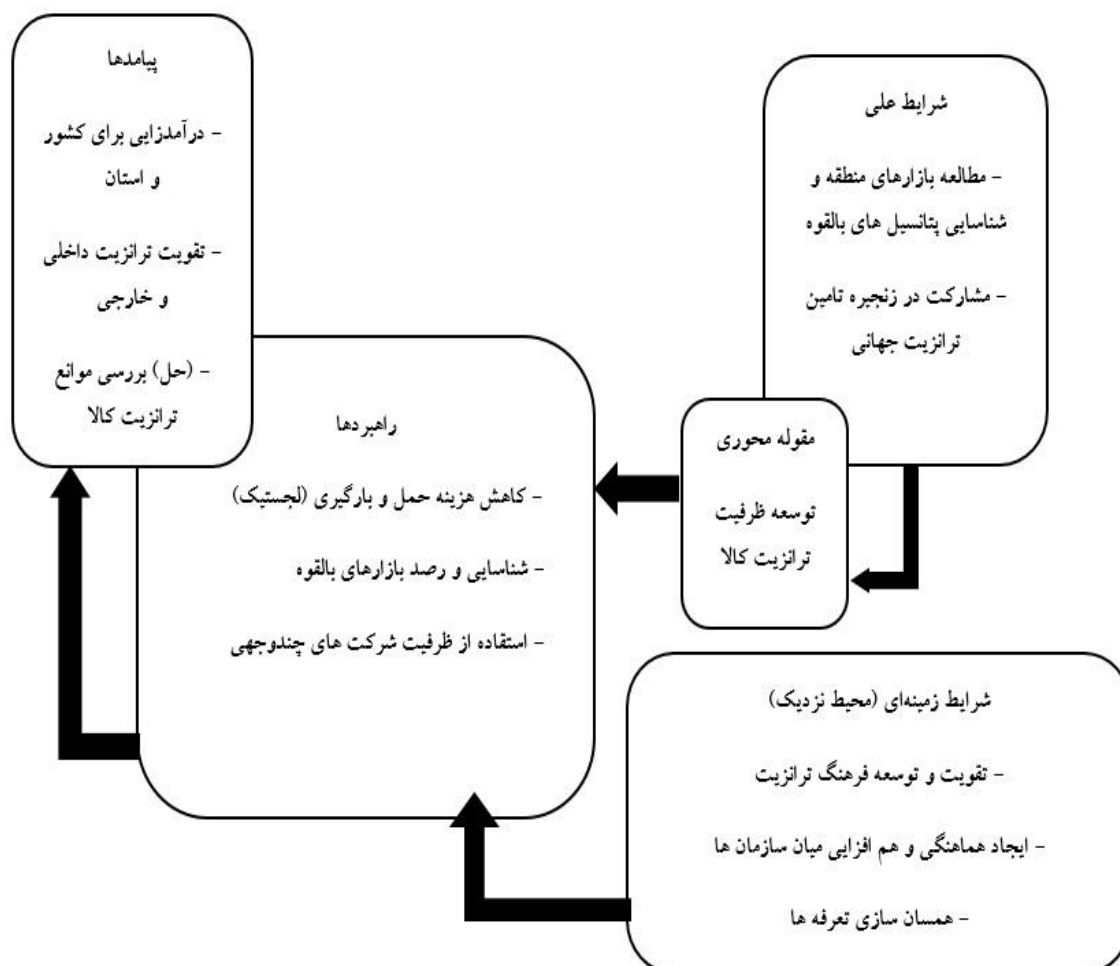 شرایط علی
- مطالعه بازارهای منطقه و
شناسایی پتانسیل های بالقوه
- مشارکت در زنجیره تامین
ترانزیت جهانی
مقوله محوری
توسعه ظرفیت
ترانزیت کالا
شرایط زمینه‌ای (محیط نزدیک)
- تقویت و توسعه فرهنگ ترانزیت
- ایجاد هماهنگی و هم افزایی میان سازمان ها
- همسان سازی تعرفه ها
راهبردها
- کاهش هزینه حمل و بارگیری (لجستیک)
- شناسایی و رصد بازارهای بالقوه
- استفاده از ظرفیت شرکت های چندوجهی
پیامدها
- درآمدزایی برای کشور
و استان
- تقویت ترانزیت داخلی
و خارجی
- (حل) بررسی موانع
ترانزیت کالا